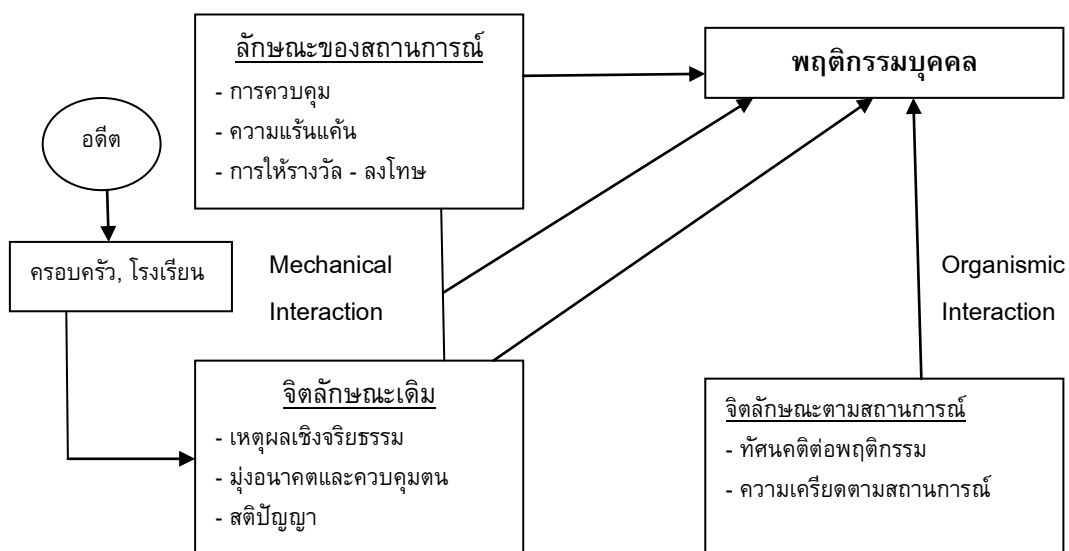 ลักษณะของสถานการณ์
- การควบคุม
- ความแร้นแค้น
- การให้รางวัล - ลงโทษ
พฤติกรรมบุคคล
อดีต
ครอบครัว, โรงเรียน
Mechanical
Interaction
Organismic
Interaction
จิตลักษณะเดิม
- เหตุผลเชิงจริยธรรม
- มุ่งอนาคตและควบคุมตน
- สติปัญญา
จิตลักษณะตามสถานการณ์
- ทัศนคติต่อพฤติกรรม
- ความเครียดตามสถานการณ์